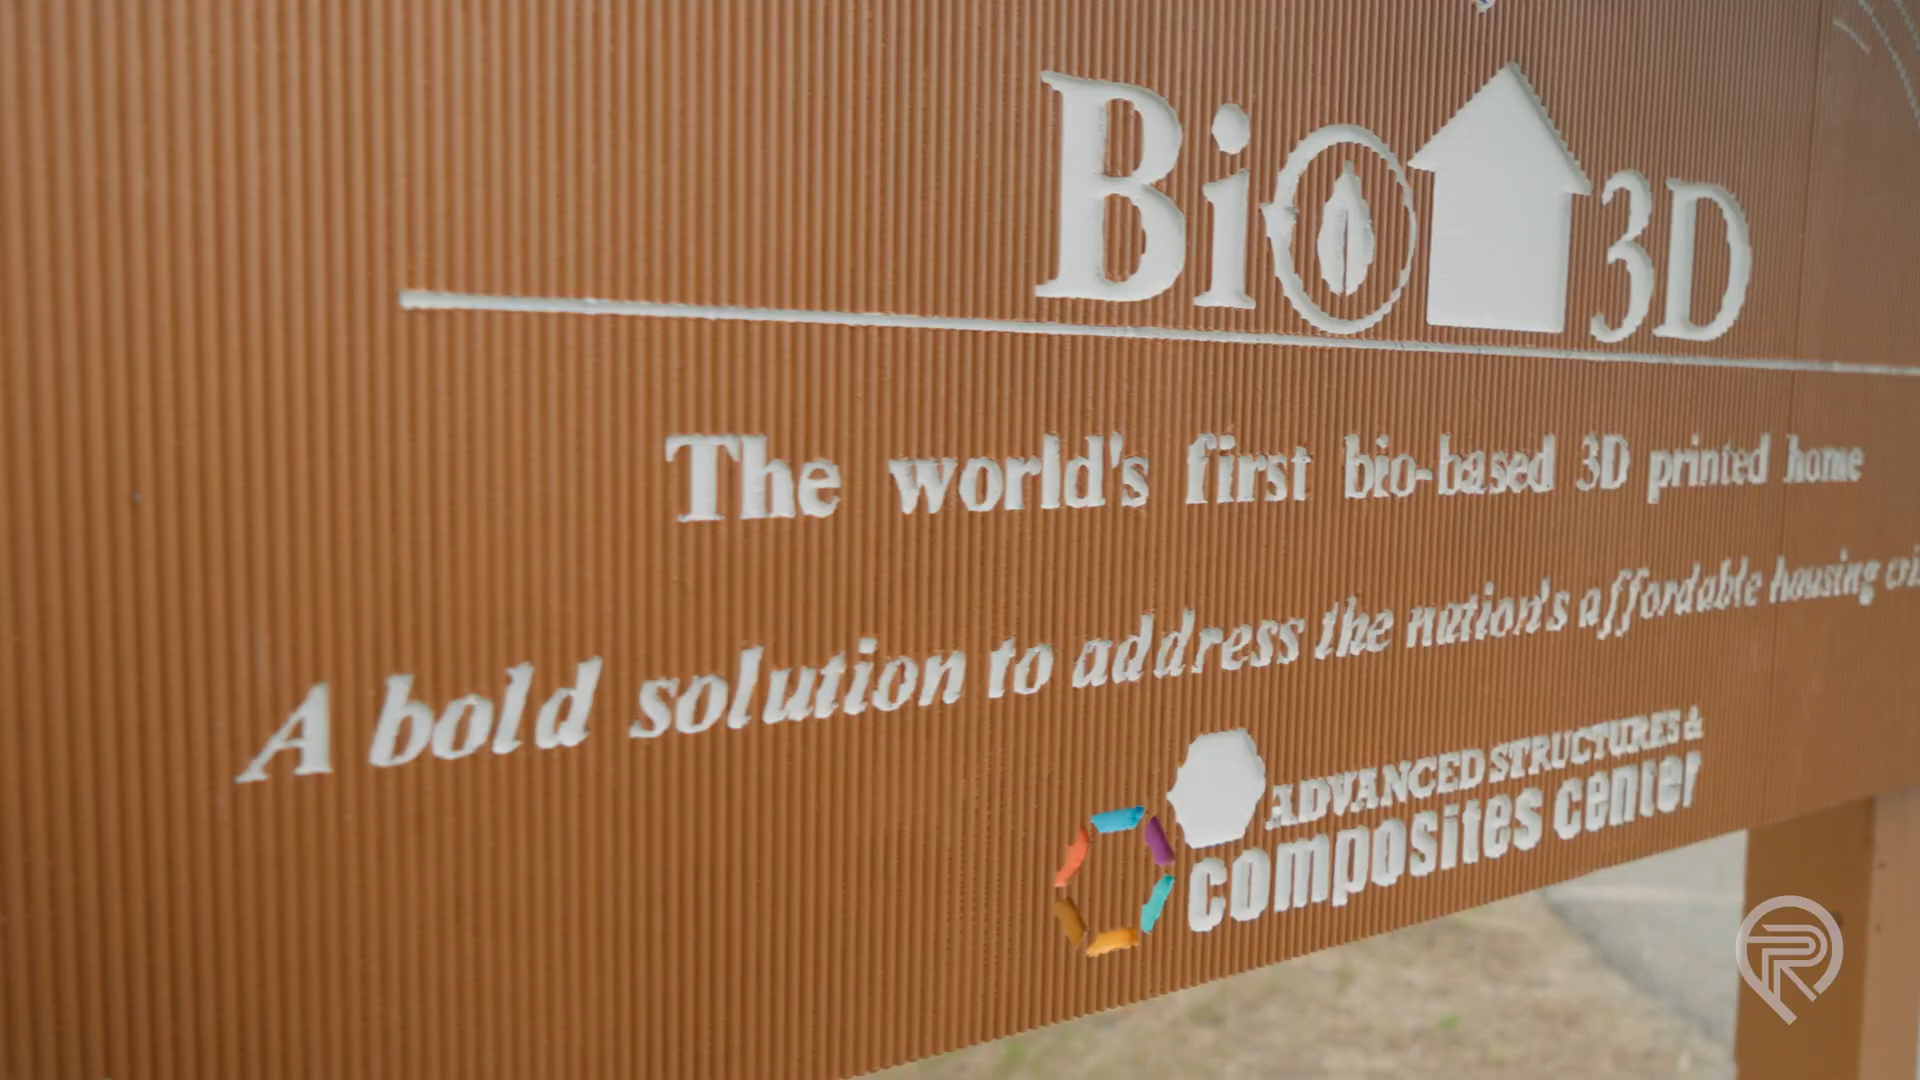 Bio 3D
The world's first bio-based 3D printed home
A bold solution to address the nation's affordable housing
ADVANCED STRUCTURES &
composites center